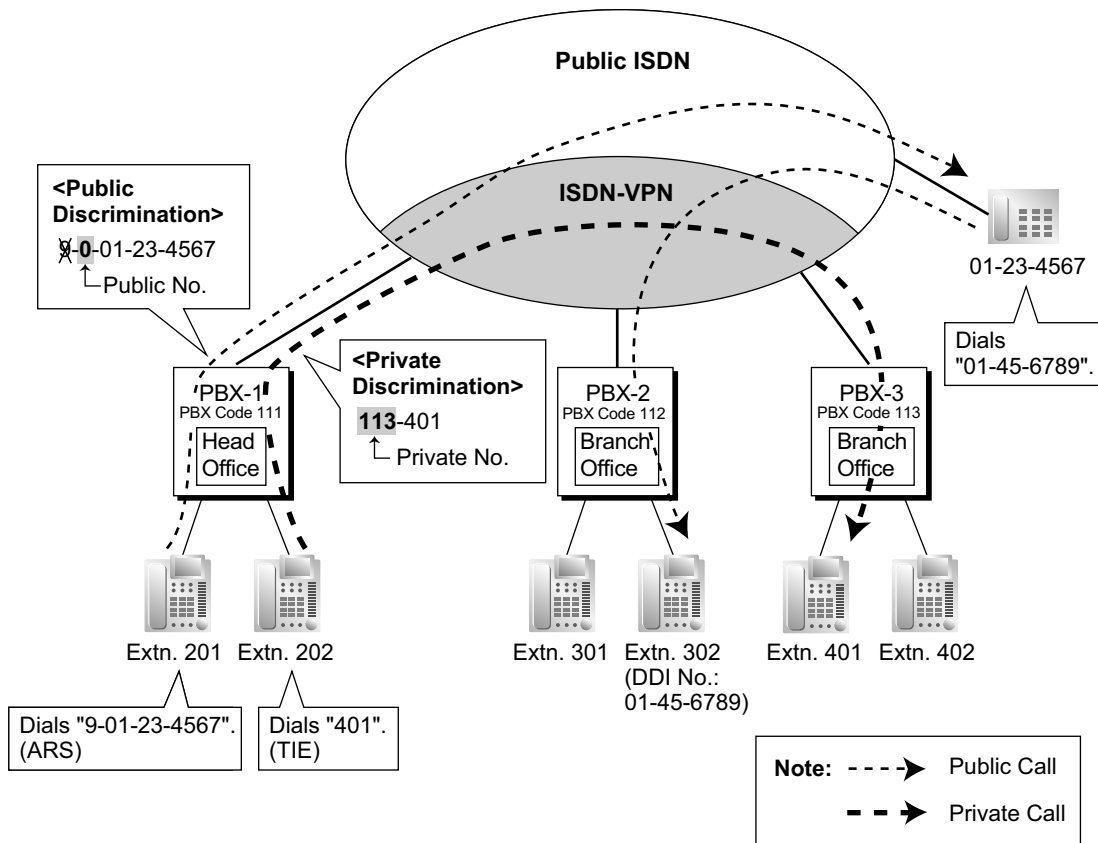 Public ISDN
ISDN-VPN
<Public
Discrimination>
9-0-01-23-4567
Public No.
01-23-4567
Dials
"01-45-6789".
<Private
Discrimination>
113-401
Private No.
PBX-1
PBX Code 111
Head
Office
PBX-2
PBX Code 112
Branch
Office
PBX-3
PBX Code 113
Branch
Office
Extn. 201
Extn. 202
Extn. 301
Extn. 302
(DDI No.:
01-45-6789)
Extn. 401
Extn. 402
Dials "9-01-23-4567".
(ARS)
Dials "401".
(TIE)
Note:
Public Call
Private Call